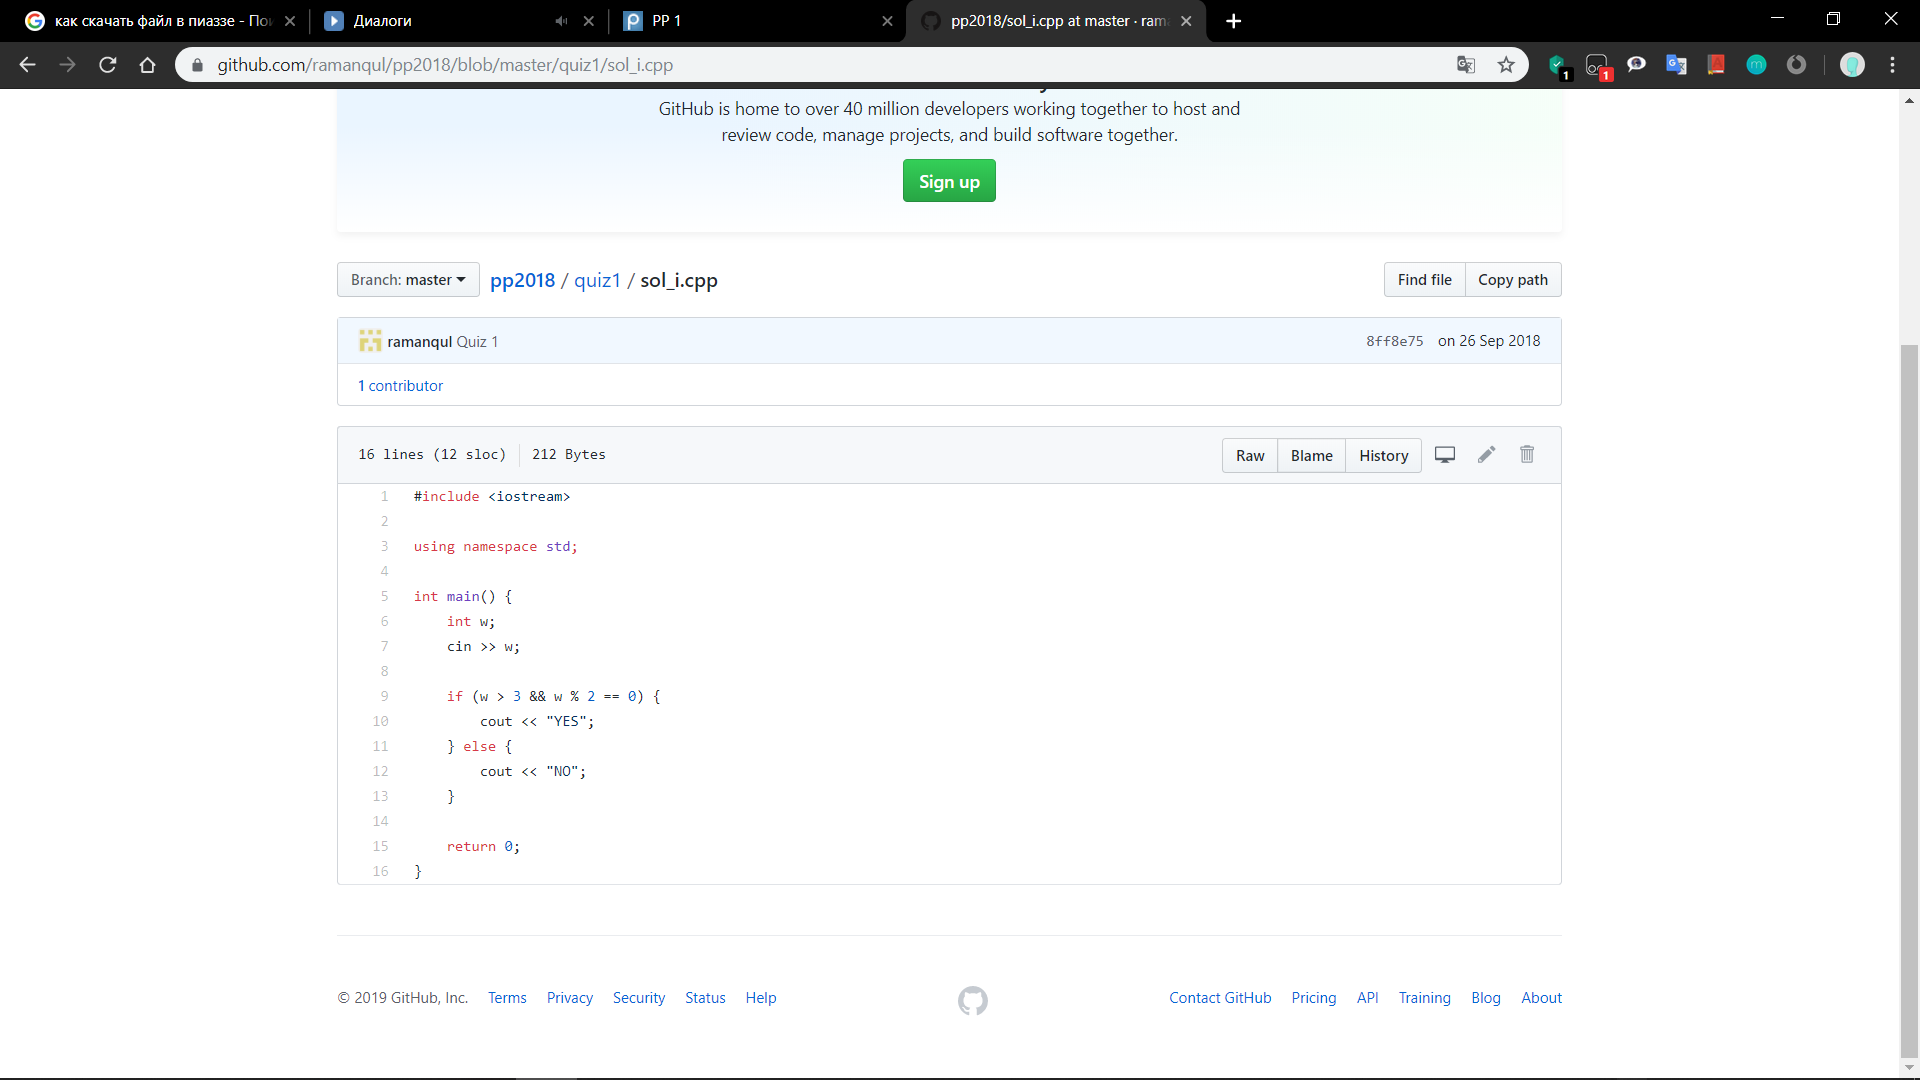 как скачать файл в пиаззе - По
Диалоги
PP 1
pp2018/sol_i.cpp at master · ram
github.com/ramanqul/pp2018/blob/master/quiz1/sol_i.cpp
1
1
GitHub is home to over 40 million developers working together to host and
review code, manage projects, and build software together.
Sign up
Branch: master
pp2018 / quiz1 / sol_i.cpp
Find file
Copy path
ramanqul Quiz 1
8ff8e75 on 26 Sep 2018
1 contributor
16 lines (12 sloc)
212 Bytes
Raw
Blame
History
1 #include <iostream>
2
3 using namespace std;
4
5 int main() {
6 int w;
7 cin >> w;
8
9 if (w > 3 && w % 2 == 0) {
10 cout << "YES";
11 } else {
12 cout << "NO";
13 }
14
15 return 0;
16 }
© 2019 GitHub, Inc.
Terms
Privacy
Security
Status
Help
Contact GitHub
Pricing
API
Training
Blog
About